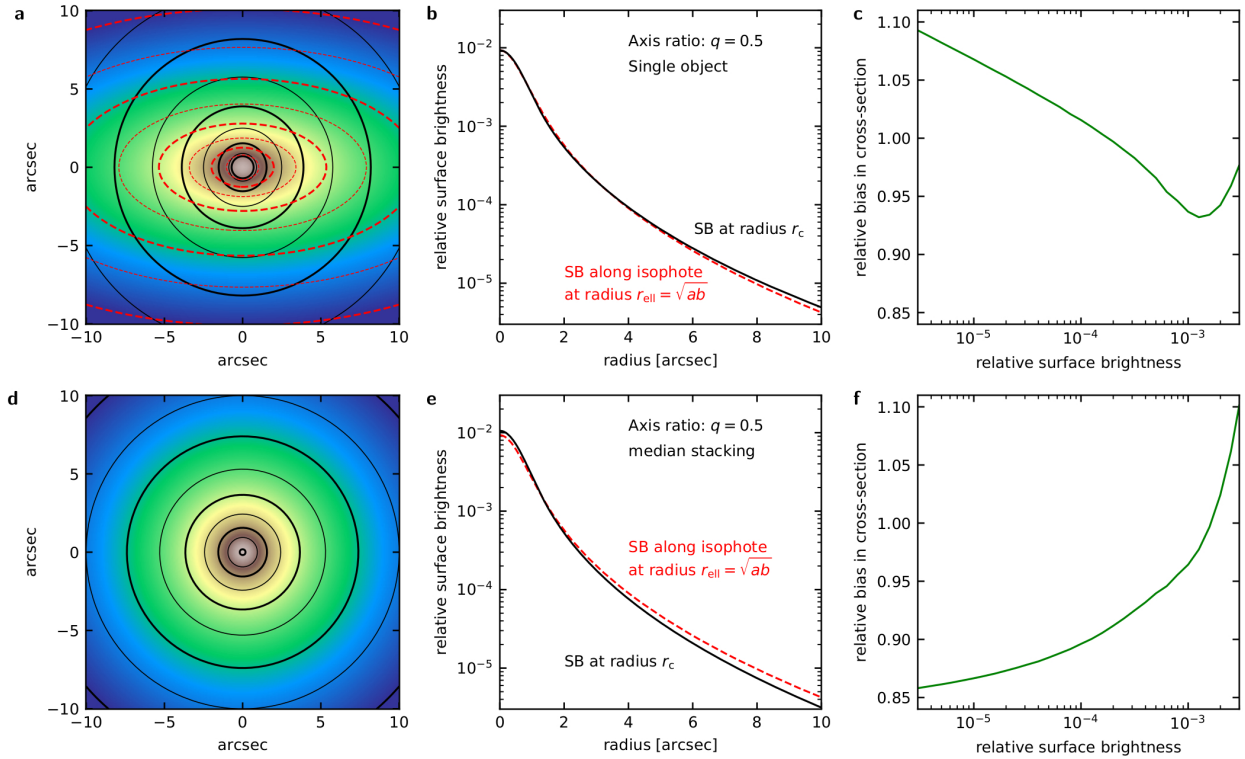 a
10
5
0
−5
−10
arcsec
−10 −5 0 5 10
arcsec
b
10⁻²
10⁻³
10⁻⁴
10⁻⁵
relative surface brightness
Axis ratio: q = 0.5
Single object
SB at radius r_c
SB along isophote
at radius r_ell = √ab
0 2 4 6 8 10
radius [arcsec]
c
1.10
1.05
1.00
0.95
0.90
0.85
relative bias in cross-section
10⁻⁵ 10⁻⁴ 10⁻³
relative surface brightness
d
10
5
0
−5
−10
arcsec
−10 −5 0 5 10
arcsec
e
10⁻²
10⁻³
10⁻⁴
10⁻⁵
relative surface brightness
Axis ratio: q = 0.5
median stacking
SB along isophote
at radius r_ell = √ab
SB at radius r_c
0 2 4 6 8 10
radius [arcsec]
f
1.10
1.05
1.00
0.95
0.90
0.85
relative bias in cross-section
10⁻⁵ 10⁻⁴ 10⁻³
relative surface brightness